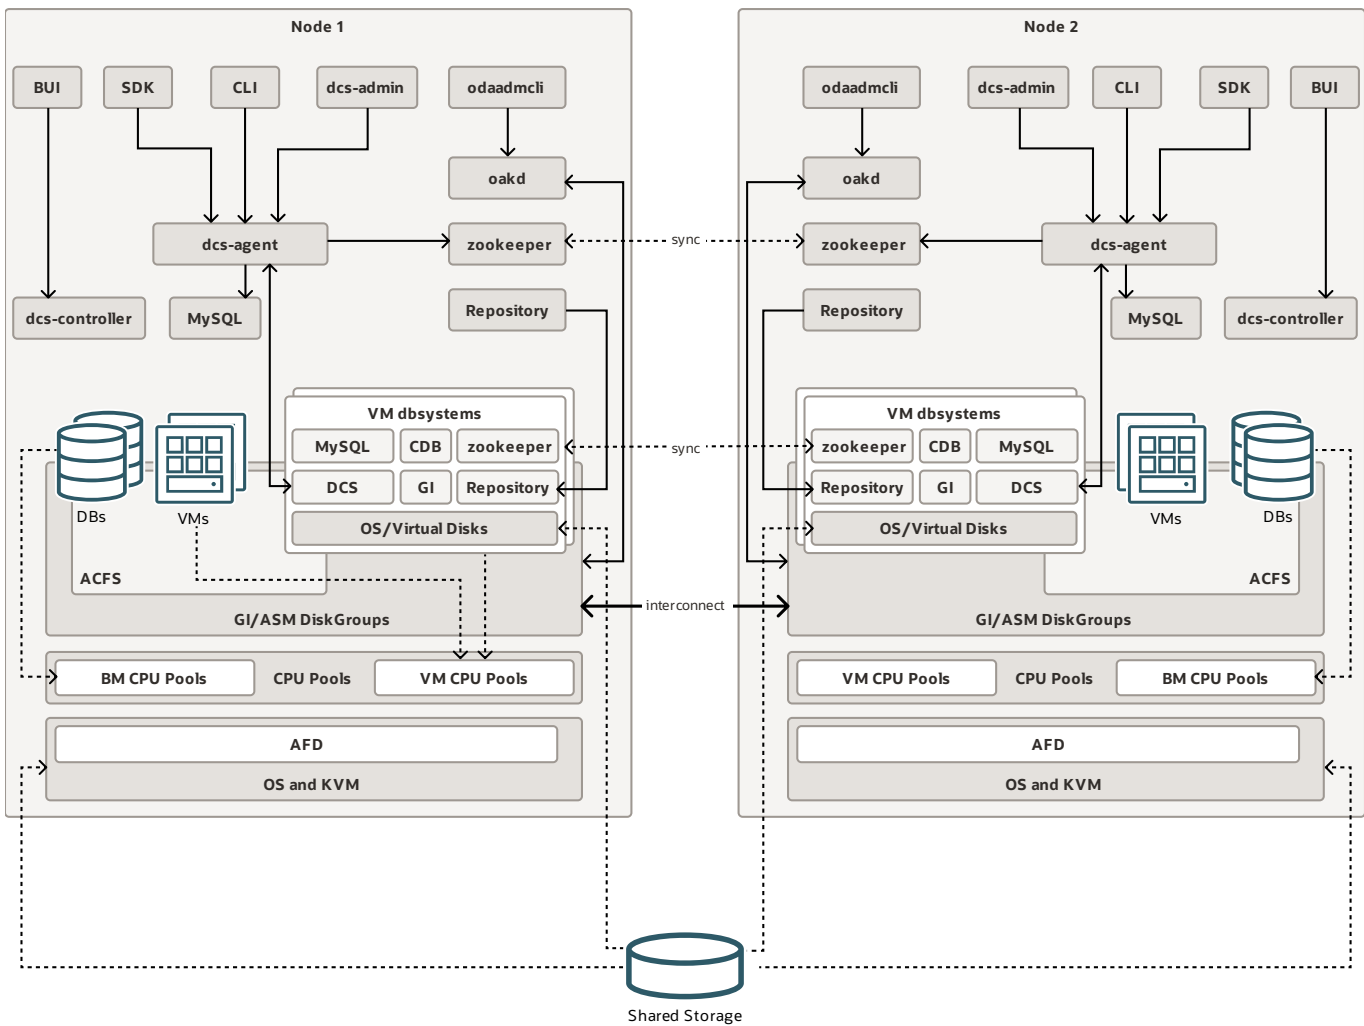 Node 1
BUI
SDK
CLI
dcs-admin
odaadmcli
oakd
dcs-agent
zookeeper
dcs-controller
MySQL
Repository
VM dbsystems
MySQL
CDB
zookeeper
DCS
GI
Repository
OS/Virtual Disks
DBs
VMs
ACFS
GI/ASM DiskGroups
BM CPU Pools
CPU Pools
VM CPU Pools
AFD
OS and KVM
sync
sync
interconnect
Node 2
odaadmcli
dcs-admin
CLI
SDK
BUI
oakd
zookeeper
dcs-agent
Repository
MySQL
dcs-controller
VM dbsystems
zookeeper
CDB
MySQL
Repository
GI
DCS
OS/Virtual Disks
VMs
DBs
ACFS
GI/ASM DiskGroups
VM CPU Pools
CPU Pools
BM CPU Pools
AFD
OS and KVM
Shared Storage